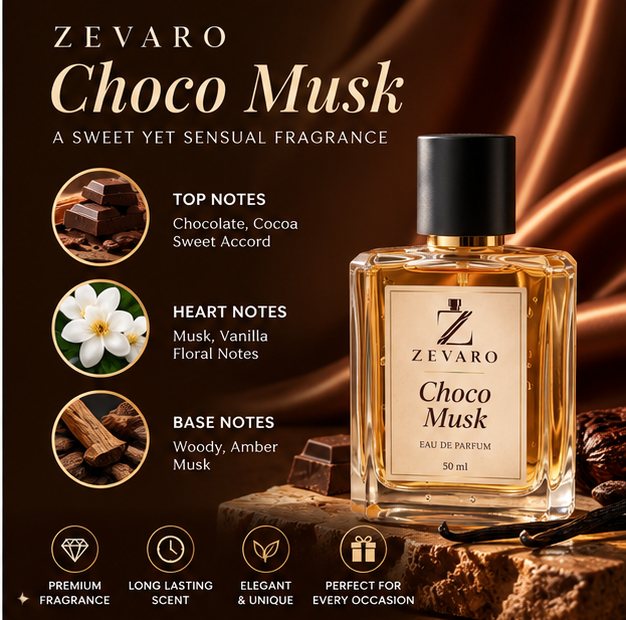 ZEVARO
Choco Musk
A SWEET YET SENSUAL FRAGRANCE
TOP NOTES
Chocolate, Cocoa
Sweet Accord
HEART NOTES
Musk, Vanilla
Floral Notes
BASE NOTES
Woody, Amber
Musk
Z
ZEVARO
Choco
Musk
EAU DE PARFUM
50 ml
PREMIUM
FRAGRANCE
LONG LASTING
SCENT
ELEGANT
& UNIQUE
PERFECT FOR
EVERY OCCASION